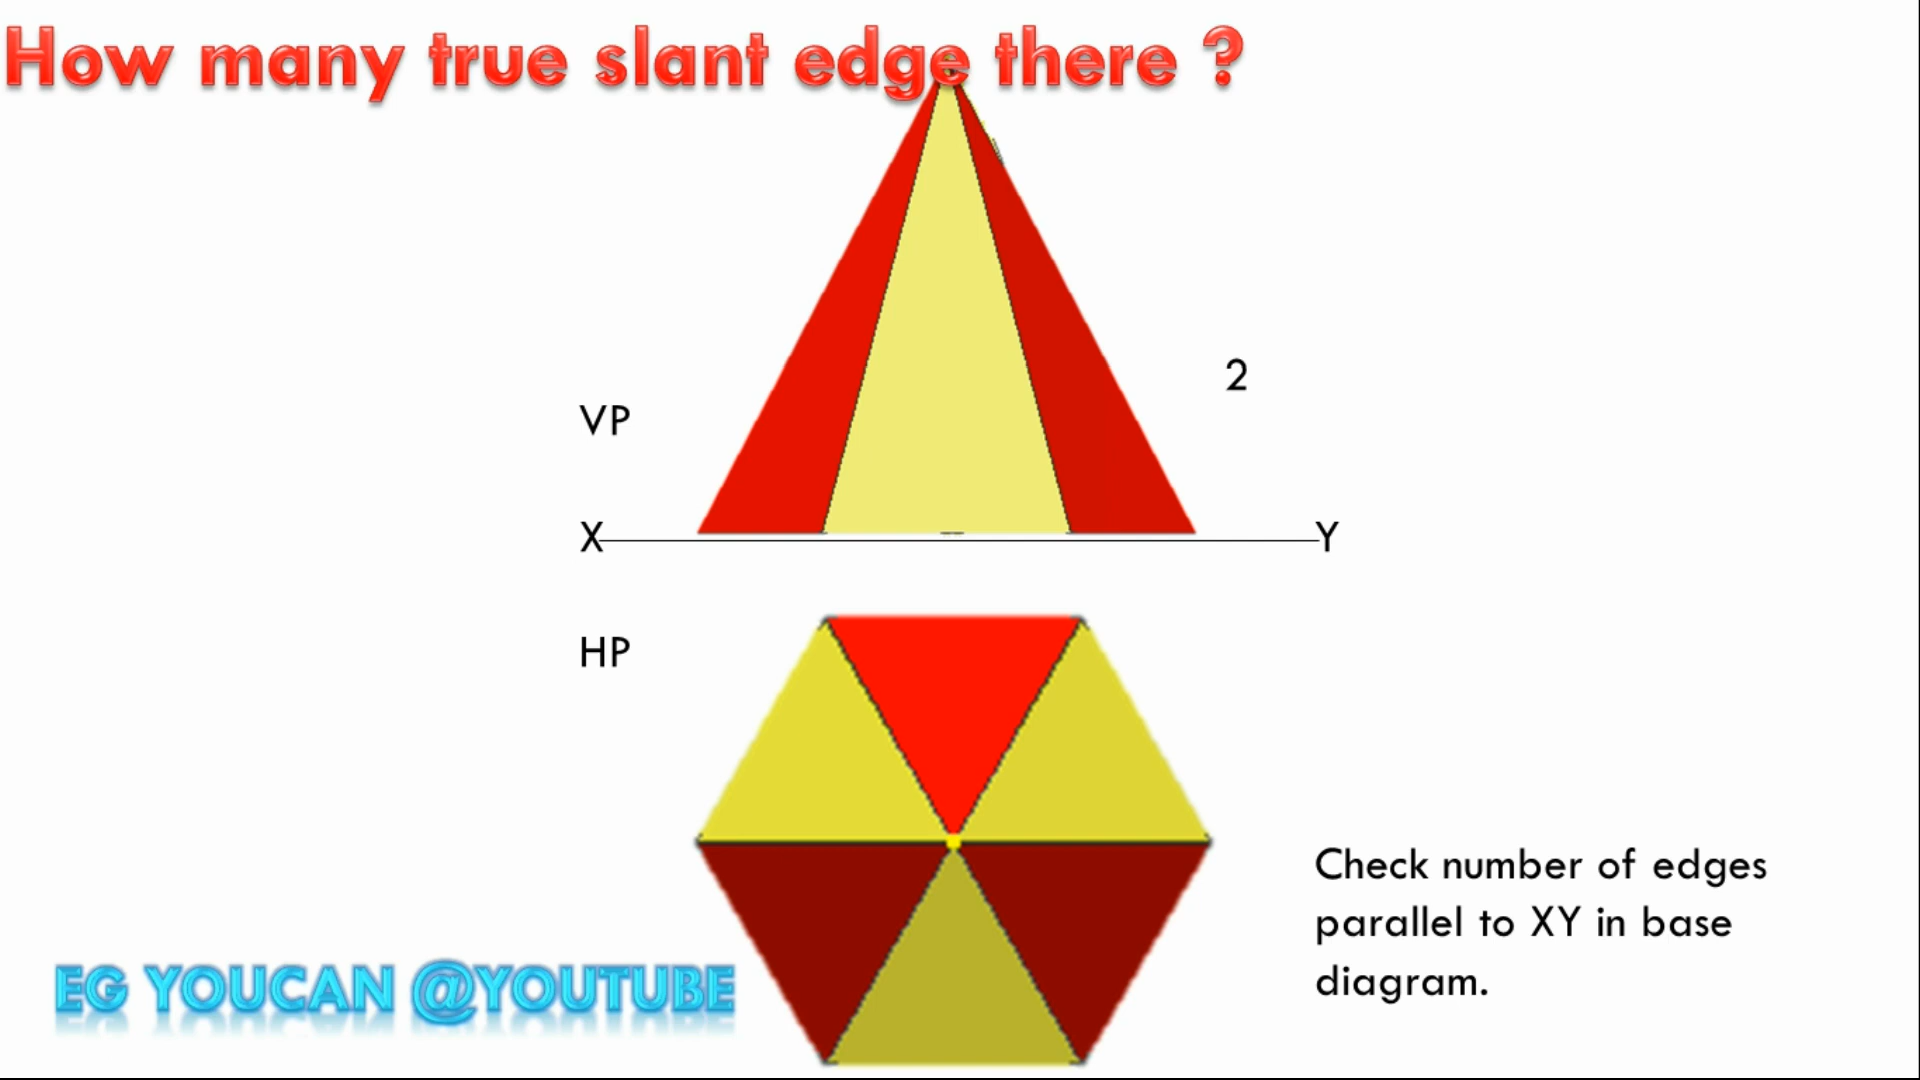 How many true slant edge there ?
2
VP
X
Y
HP
Check number of edges
parallel to XY in base
diagram.
EG YOUCAN @YOUTUBE